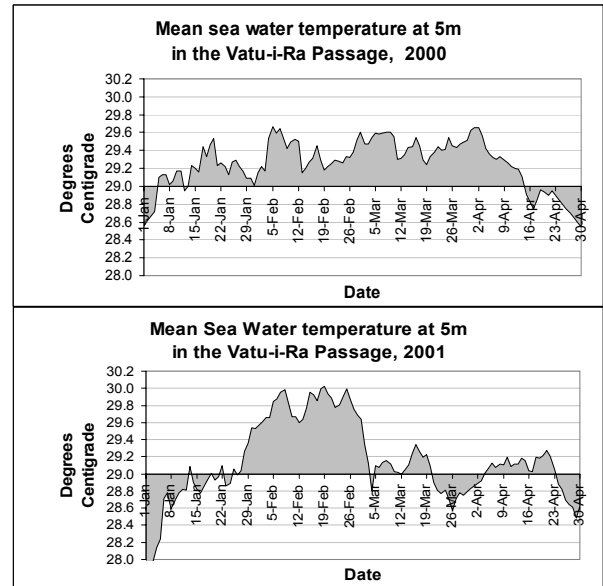 Mean sea water temperature at 5m
in the Vatu-i-Ra Passage, 2000
Degrees
Centigrade
30.2
30.0
29.8
29.6
29.4
29.2
29.0
28.8
28.6
28.4
28.2
28.0
1-Jan
8-Jan
15-Jan
22-Jan
29-Jan
5-Feb
12-Feb
19-Feb
26-Feb
5-Mar
12-Mar
19-Mar
26-Mar
2-Apr
9-Apr
16-Apr
23-Apr
30-Apr
Date
Mean Sea Water temperature at 5m
in the Vatu-i-Ra Passage, 2001
Degrees
Centigrade
30.2
30.0
29.8
29.6
29.4
29.2
29.0
28.8
28.6
28.4
28.2
28.0
1-Jan
8-Jan
15-Jan
22-Jan
29-Jan
5-Feb
12-Feb
19-Feb
26-Feb
5-Mar
12-Mar
19-Mar
26-Mar
2-Apr
9-Apr
16-Apr
23-Apr
30-Apr
Date